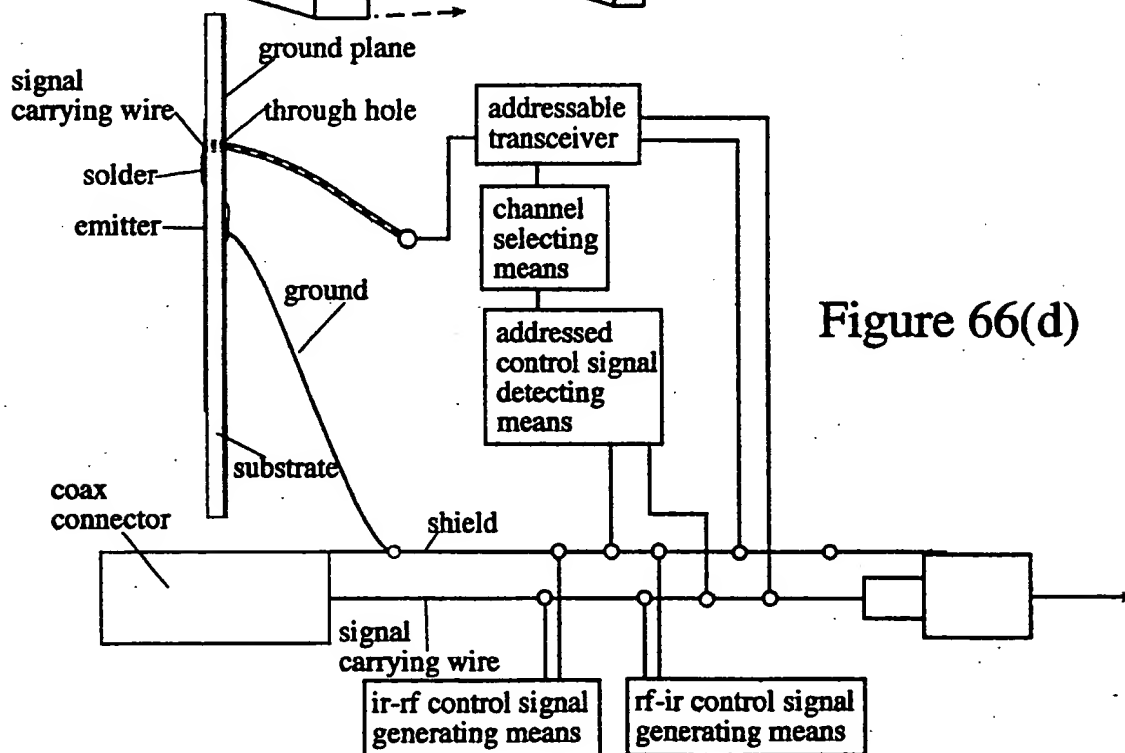 ground plane
signal
carrying wire
through hole
solder
emitter
addressable
transceiver
channel
selecting
means
ground
addressed
control signal
detecting
means
Figure 66(d)
substrate
coax
connector
shield
signal
carrying wire
ir-rf control signal
generating means
rf-ir control signal
generating means